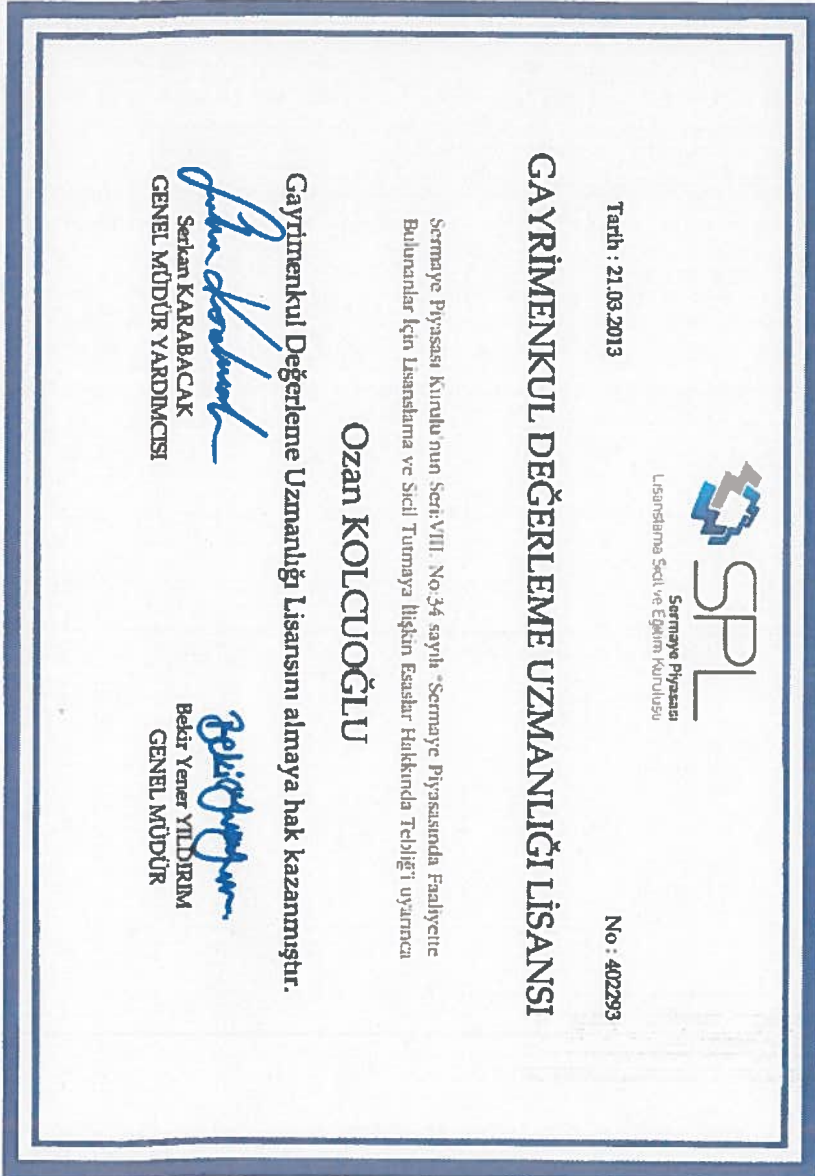 SPL
Sermaye Piyasası
Lisanslama Sicil ve Eğitim Kurulusu
Tarih : 21.03.2013
No : 402293
GAYRİMENKUL DEĞERLEME UZMANLIĞI LİSANSI
Sermaye Piyasası Kurulu'nun Seri:VIII. No:34 sayılı "Sermaye Piyasasında Faaliyette
Bulunanlar İçin Lisanslama ve Sicil Tutmaya İlişkin Esaslar Hakkında Tebliğ'i uyarınca
Ozan KOLCUOĞLU
Gayrimenkul Değerleme Uzmanlığı Lisansını almaya hak kazanmıştır.
Serkan KARABACAK
GENEL MÜDÜR YARDIMCISI
Bekir Yener YILDIRIM
GENEL MÜDÜR